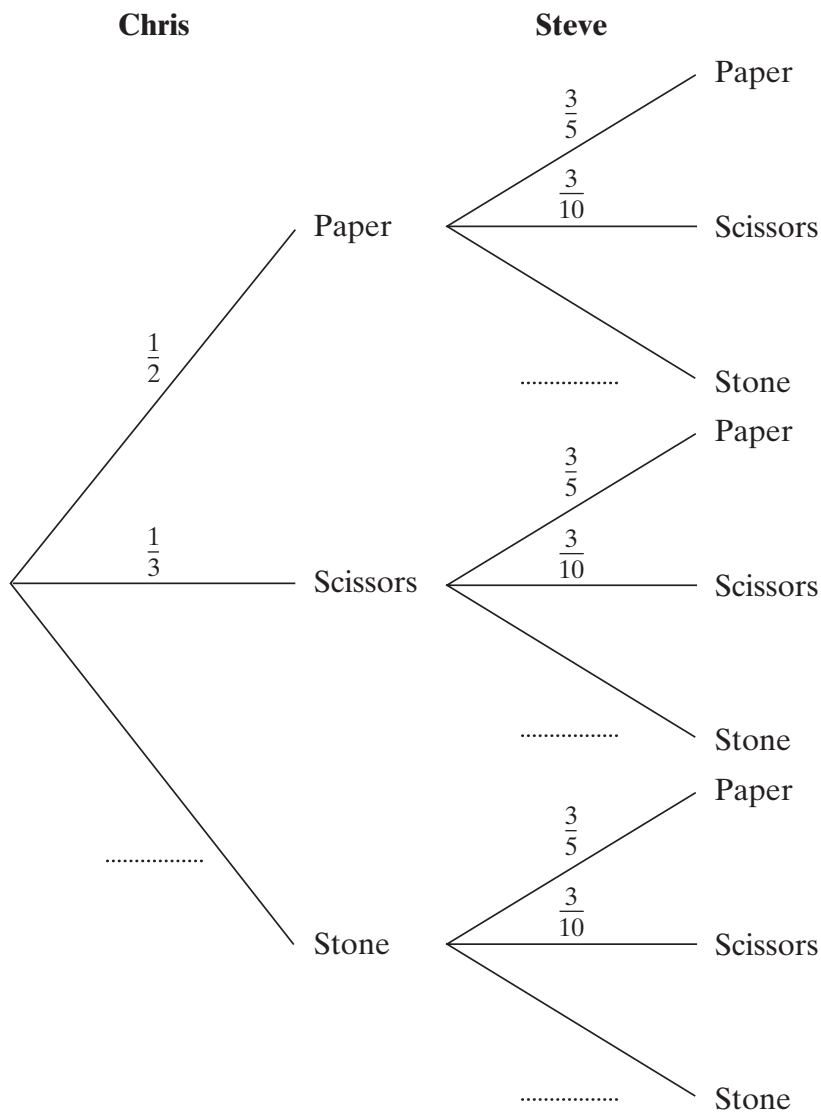 Chris Steve
Paper
3/5
3/10
Paper Scissors
1/2
.................. Stone
Paper
3/5
1/3 3/10
Scissors Scissors
.................. Stone
Paper
3/5
..................
3/10
Stone Scissors
.................. Stone